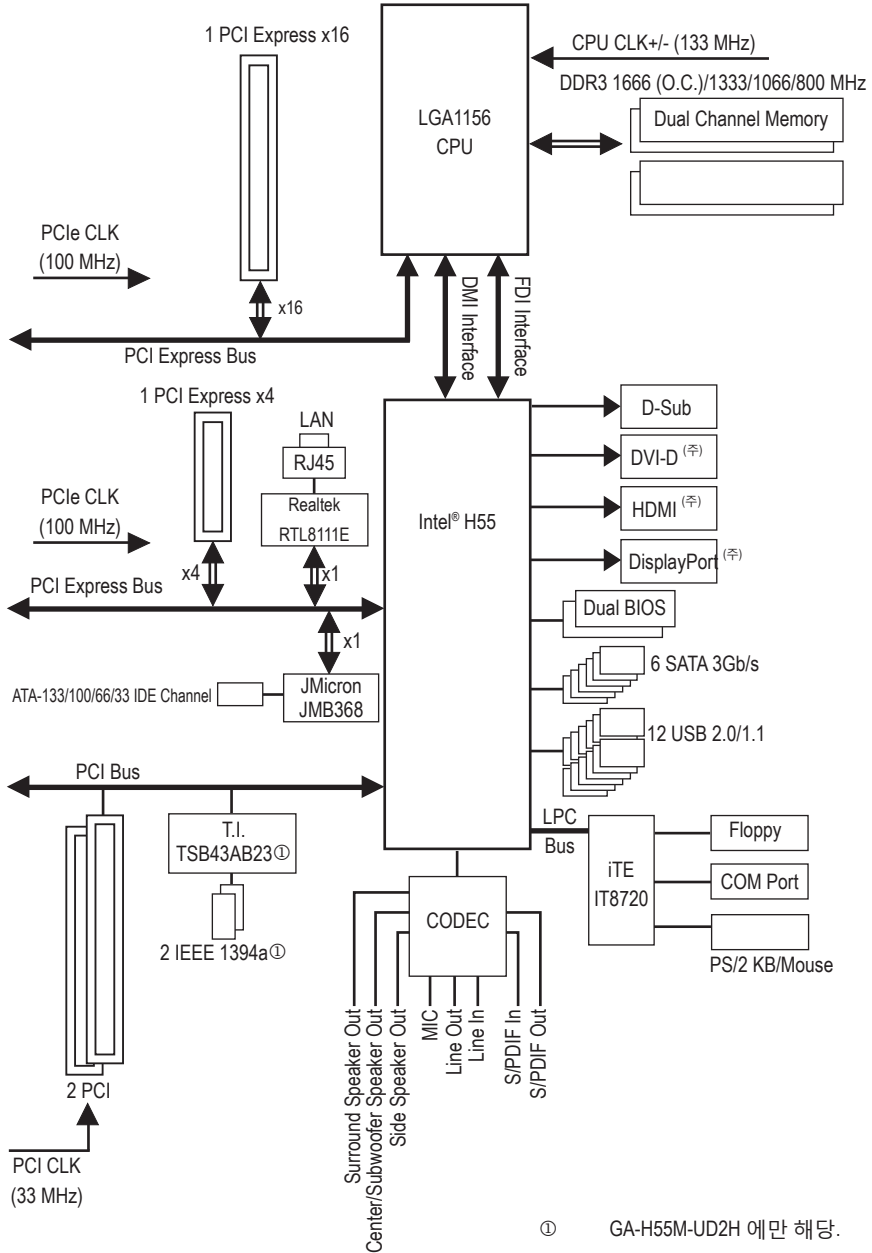 1 PCI Express x16
CPU CLK+/- (133 MHz)
DDR3 1666 (O.C.)/1333/1066/800 MHz
LGA1156
CPU
Dual Channel Memory
PCIe CLK
(100 MHz)
x16
PCI Express Bus
DMI Interface
FDI Interface
1 PCI Express x4
LAN
RJ45
Realtek
RTL8111E
PCIe CLK
(100 MHz)
x4
x1
PCI Express Bus
x1
ATA-133/100/66/33 IDE Channel
JMicron
JMB368
Intel® H55
D-Sub
DVI-D (주)
HDMI (주)
DisplayPort (주)
Dual BIOS
6 SATA 3Gb/s
12 USB 2.0/1.1
PCI Bus
T.I.
TSB43AB23①
2 IEEE 1394a①
LPC
Bus
iTE
IT8720
Floppy
COM Port
PS/2 KB/Mouse
CODEC
Surround Speaker Out
Center/Subwoofer Speaker Out
Side Speaker Out
MIC
Line Out
Line In
S/PDIF In
S/PDIF Out
2 PCI
PCI CLK
(33 MHz)
① GA-H55M-UD2H 에만 해당.